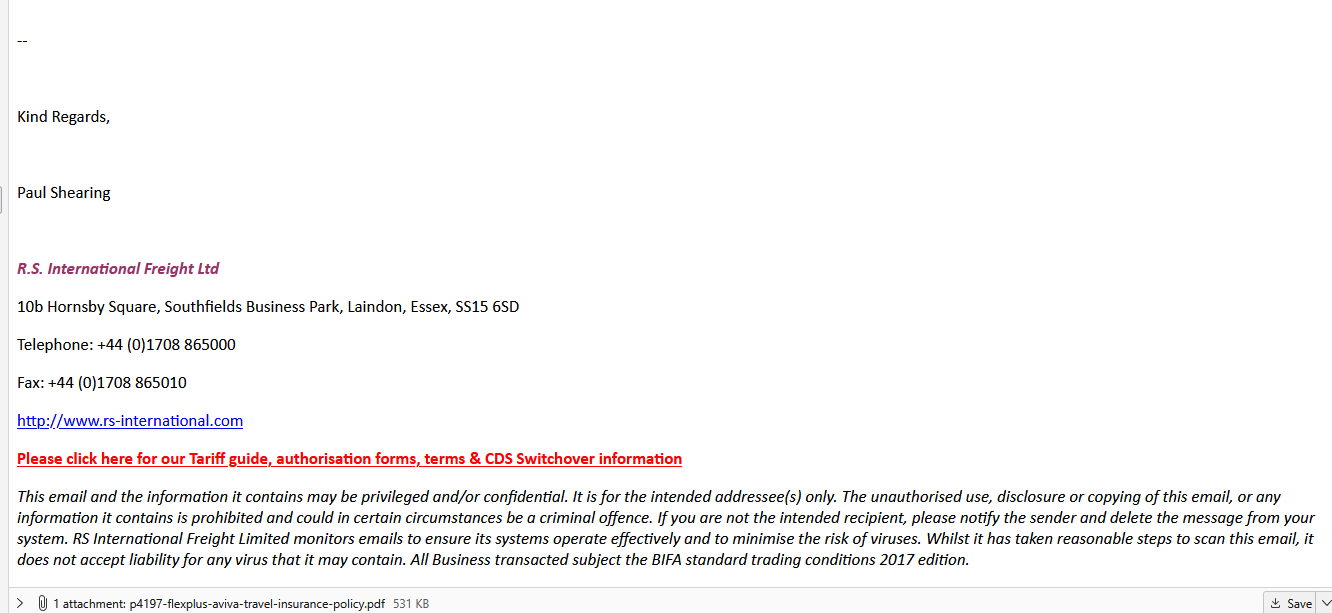 --
Kind Regards,
Paul Shearing
R.S. International Freight Ltd
10b Hornsby Square, Southfields Business Park, Laindon, Essex, SS15 6SD
Telephone: +44 (0)1708 865000
Fax: +44 (0)1708 865010
http://www.rs-international.com
Please click here for our Tariff guide, authorisation forms, terms & CDS Switchover information
This email and the information it contains may be privileged and/or confidential. It is for the intended addressee(s) only. The unauthorised use, disclosure or copying of this email, or any
information it contains is prohibited and could in certain circumstances be a criminal offence. If you are not the intended recipient, please notify the sender and delete the message from your
system. RS International Freight Limited monitors emails to ensure its systems operate effectively and to minimise the risk of viruses. Whilst it has taken reasonable steps to scan this email, it
does not accept liability for any virus that it may contain. All Business transacted subject the BIFA standard trading conditions 2017 edition.
1 attachment: p4197-flexplus-aviva-travel-insurance-policy.pdf 531 KB Save